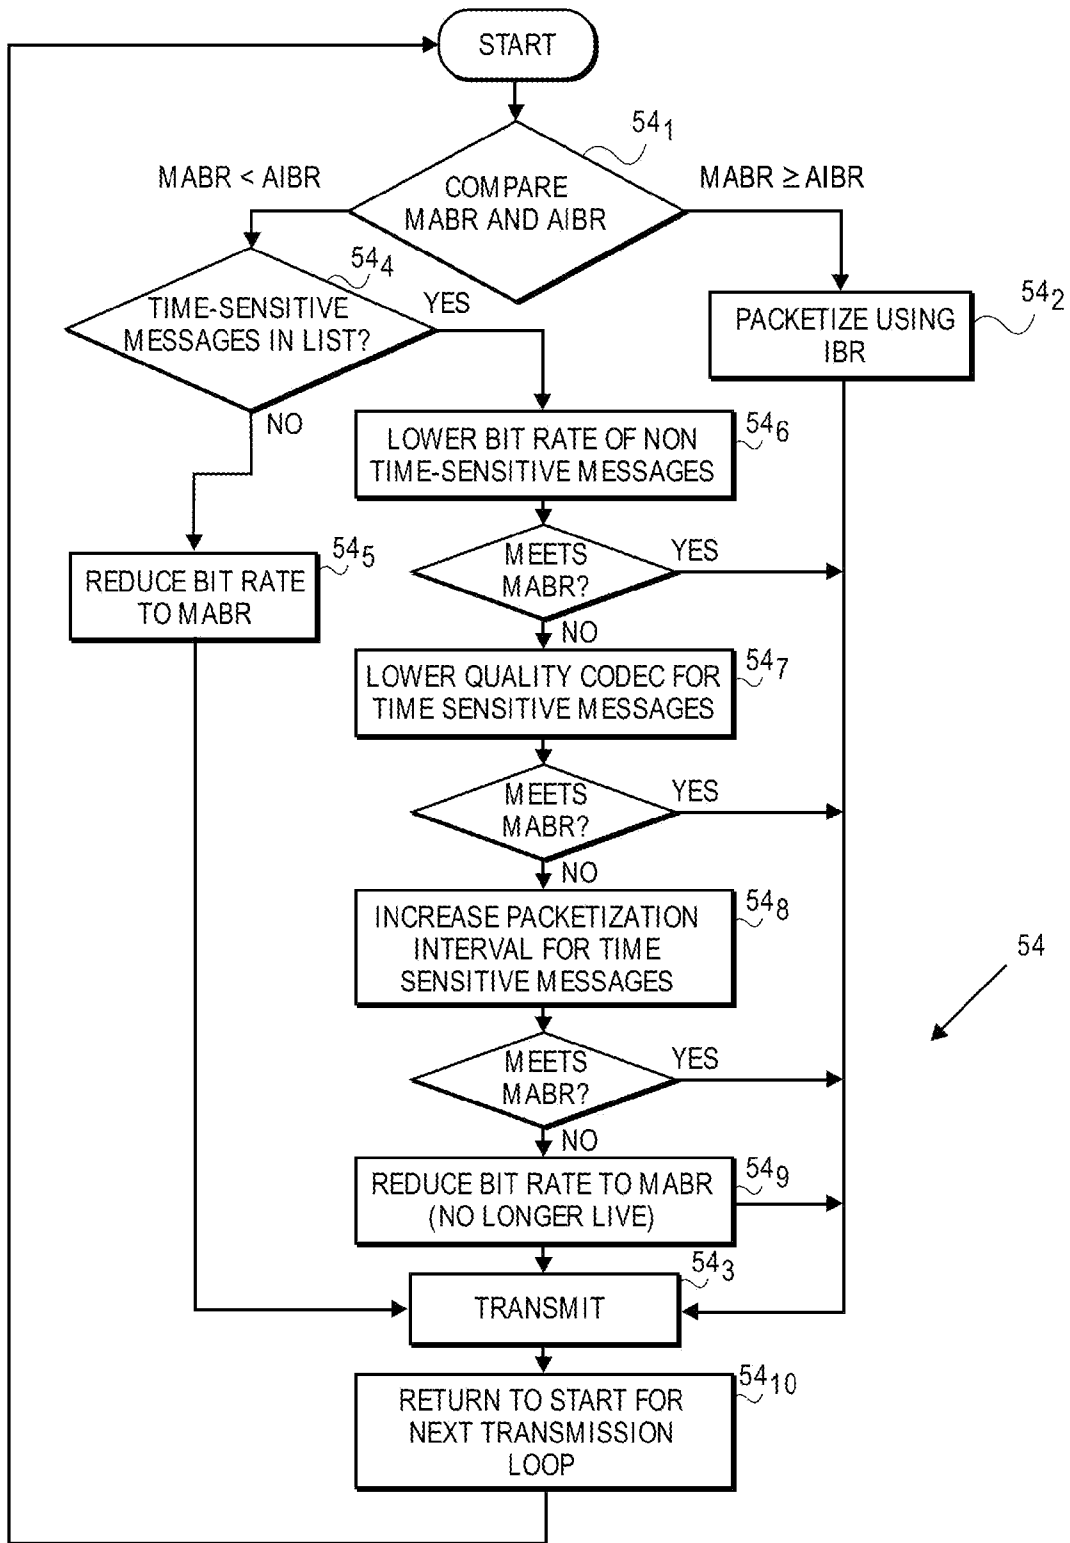 START
54₁
MABR < AIBR
MABR ≥ AIBR
COMPARE
MABR AND AIBR
54₄
TIME-SENSITIVE
MESSAGES IN LIST?
YES
NO
54₂
PACKETIZE USING
IBR
54₆
LOWER BIT RATE OF NON
TIME-SENSITIVE MESSAGES
MEETS
MABR?
YES
NO
54₅
REDUCE BIT RATE
TO MABR
54₇
LOWER QUALITY CODEC FOR
TIME SENSITIVE MESSAGES
MEETS
MABR?
YES
NO
54₈
INCREASE PACKETIZATION
INTERVAL FOR TIME
SENSITIVE MESSAGES
54
MEETS
MABR?
YES
NO
54₉
REDUCE BIT RATE TO MABR
(NO LONGER LIVE)
54₃
TRANSMIT
54₁₀
RETURN TO START FOR
NEXT TRANSMISSION
LOOP